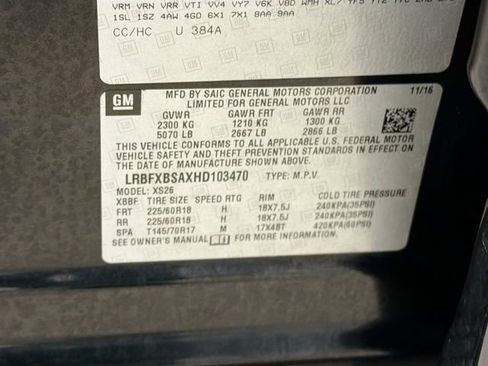 VRM VRN VRR VTI VV4 VY7 V6K V8D WMH XL7 YF5
1SL 1SZ 4AW 4GD 6X1 7X1 8AA 9AA
CC/HC U 384A
GM
MFD BY SAIC GENERAL MOTORS CORPORATION 11/16
LIMITED FOR GENERAL MOTORS LLC
GVWR GAWR FRT GAWR RR
2300 KG 1210 KG 1300 KG
5070 LB 2667 LB 2866 LB
THIS VEHICLE CONFORMS TO ALL APPLICABLE U.S. FEDERAL MOTOR
VEHICLE SAFETY AND THEFT PREVENTION STANDARDS IN EFFECT ON THE
DATE OF MANUFACTURE SHOWN ABOVE.
LRBFXBSAXHD103470 TYPE: M.P.V.
MODEL: XS26
XBBF TIRE SIZE SPEED RTG RIM COLD TIRE PRESSURE
FRT 225/60R18 H 18X7.5J 240KPA(35PSI)
RR 225/60R18 H 18X7.5J 240KPA(35PSI)
SPA T145/70R17 M 17X4BT 420KPA(60PSI)
SEE OWNER'S MANUAL FOR MORE INFORMATION.